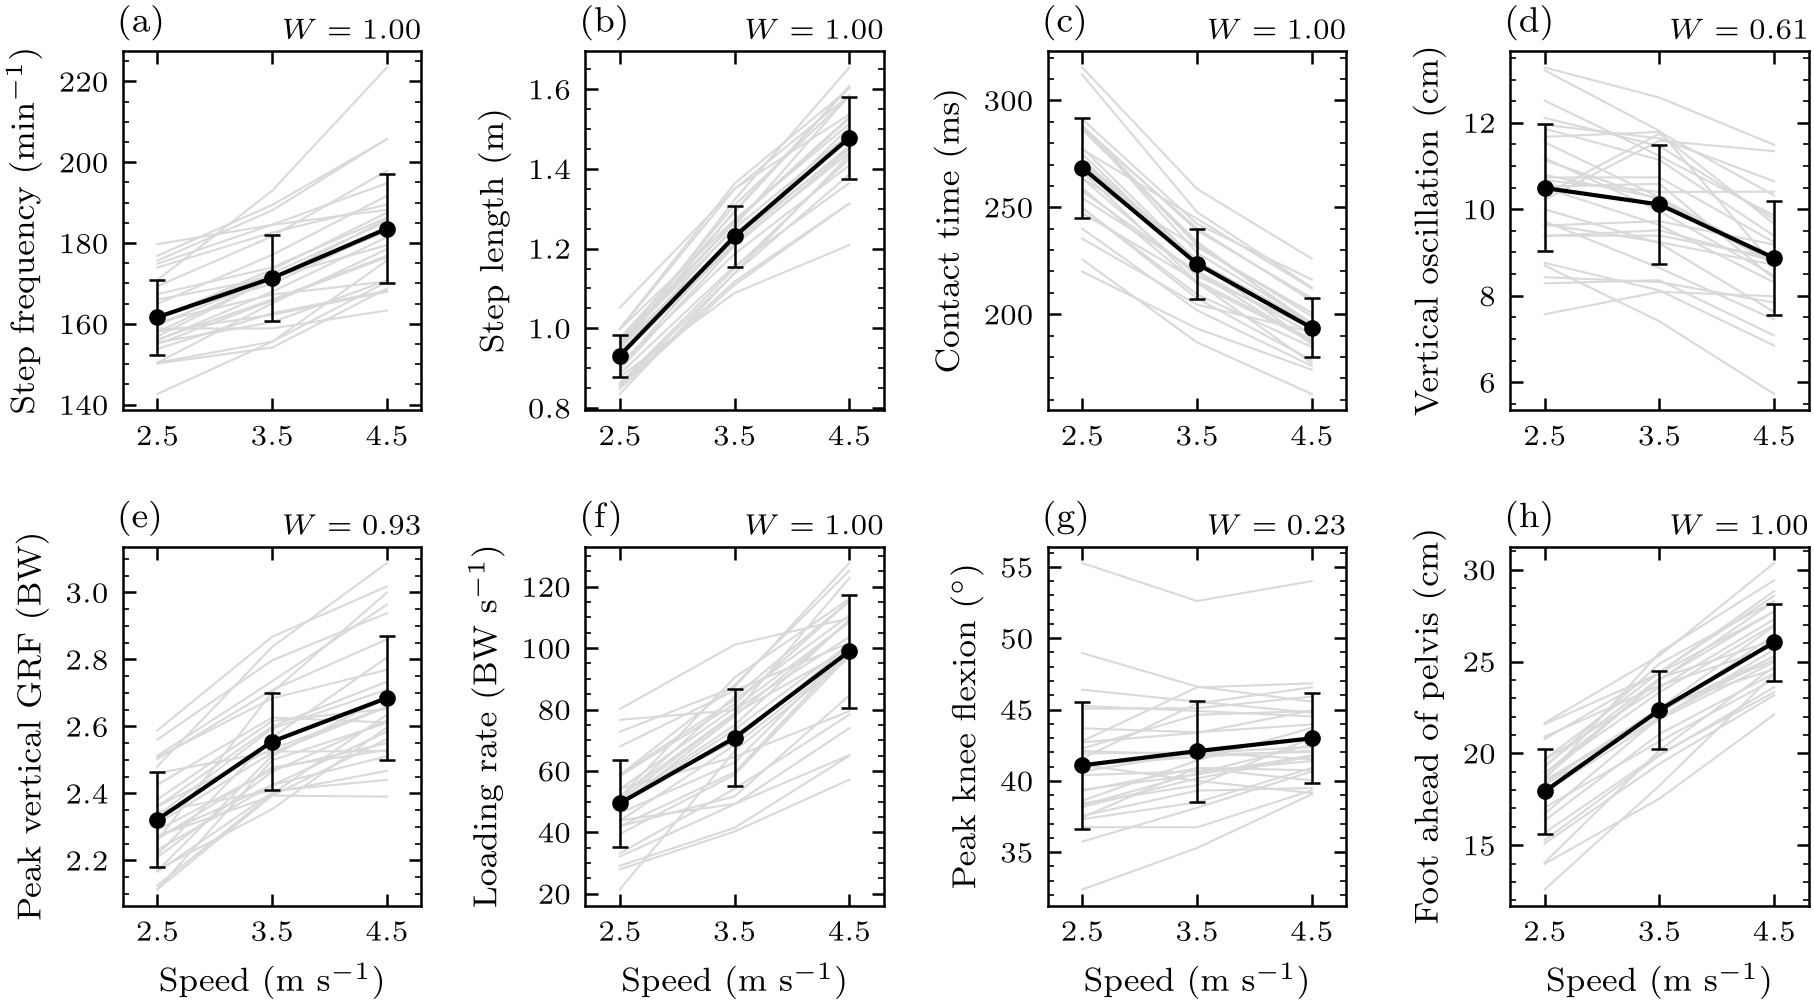 (a) W = 1.00
Step frequency (min⁻¹)
220
200
180
160
140
2.5 3.5 4.5
(b) W = 1.00
Step length (m)
1.6
1.4
1.2
1.0
0.8
2.5 3.5 4.5
(c) W = 1.00
Contact time (ms)
300
250
200
2.5 3.5 4.5
(d) W = 0.61
Vertical oscillation (cm)
12
10
8
6
2.5 3.5 4.5
(e) W = 0.93
Peak vertical GRF (BW)
3.0
2.8
2.6
2.4
2.2
2.5 3.5 4.5
Speed (m s⁻¹)
(f) W = 1.00
Loading rate (BW s⁻¹)
120
100
80
60
40
20
2.5 3.5 4.5
Speed (m s⁻¹)
(g) W = 0.23
Peak knee flexion (°)
55
50
45
40
35
2.5 3.5 4.5
Speed (m s⁻¹)
(h) W = 1.00
Foot ahead of pelvis (cm)
30
25
20
15
2.5 3.5 4.5
Speed (m s⁻¹)